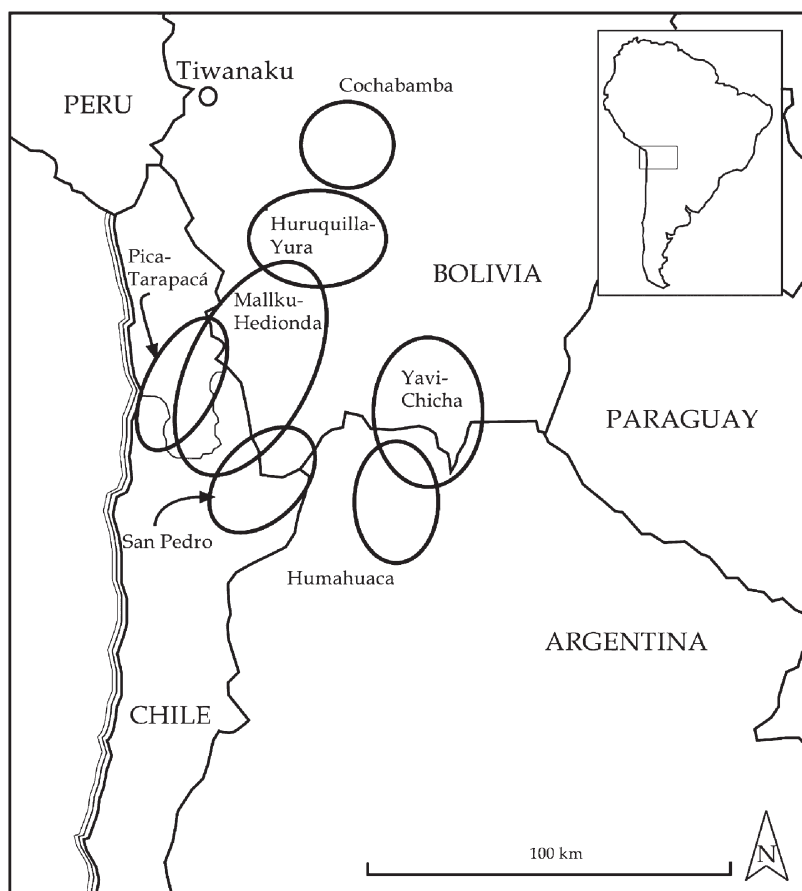 Tiwanaku
PERU
Cochabamba
Huruquilla-
Yura
Pica-
Tarapacá
BOLIVIA
Mallku-
Hedionda
Yavi-
Chicha
PARAGUAY
San Pedro
Humahuaca
ARGENTINA
CHILE
100 km
N